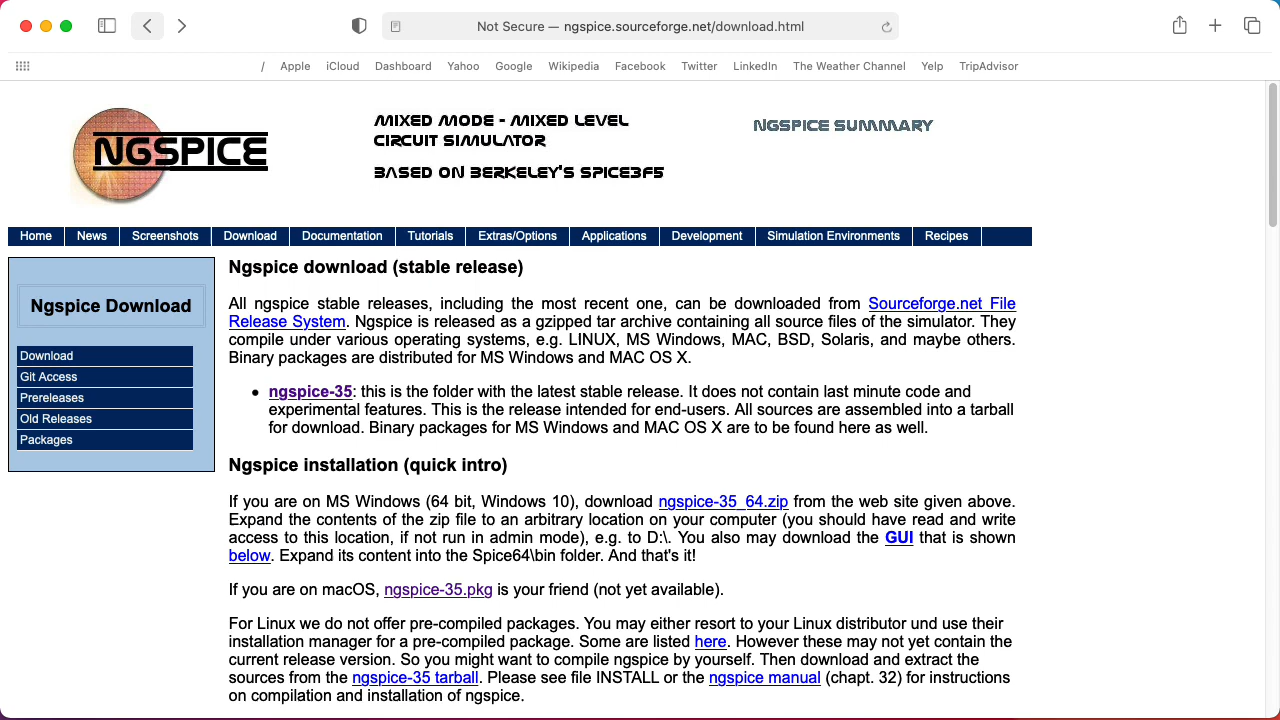 Not Secure — ngspice.sourceforge.net/download.html
/ Apple iCloud Dashboard Yahoo Google Wikipedia Facebook Twitter LinkedIn The Weather Channel Yelp TripAdvisor
NGSPICE
MIXED MODE - MIXED LEVEL
CIRCUIT SIMULATOR
BASED ON BERKELEY'S SPICE3F5
NGSPICE SUMMARY
Home News Screenshots Download Documentation Tutorials Extras/Options Applications Development Simulation Environments Recipes
Ngspice Download
Download
Git Access
Prereleases
Old Releases
Packages
Ngspice download (stable release)
All ngspice stable releases, including the most recent one, can be downloaded from Sourceforge.net File
Release System. Ngspice is released as a gzipped tar archive containing all source files of the simulator. They
compile under various operating systems, e.g. LINUX, MS Windows, MAC, BSD, Solaris, and maybe others.
Binary packages are distributed for MS Windows and MAC OS X.
• ngspice-35: this is the folder with the latest stable release. It does not contain last minute code and
experimental features. This is the release intended for end-users. All sources are assembled into a tarball
for download. Binary packages for MS Windows and MAC OS X are to be found here as well.
Ngspice installation (quick intro)
If you are on MS Windows (64 bit, Windows 10), download ngspice-35_64.zip from the web site given above.
Expand the contents of the zip file to an arbitrary location on your computer (you should have read and write
access to this location, if not run in admin mode), e.g. to D:\. You also may download the GUI that is shown
below. Expand its content into the Spice64\bin folder. And that's it!
If you are on macOS, ngspice-35.pkg is your friend (not yet available).
For Linux we do not offer pre-compiled packages. You may either resort to your Linux distributor und use their
installation manager for a pre-compiled package. Some are listed here. However these may not yet contain the
current release version. So you might want to compile ngspice by yourself. Then download and extract the
sources from the ngspice-35 tarball. Please see file INSTALL or the ngspice manual (chapt. 32) for instructions
on compilation and installation of ngspice.